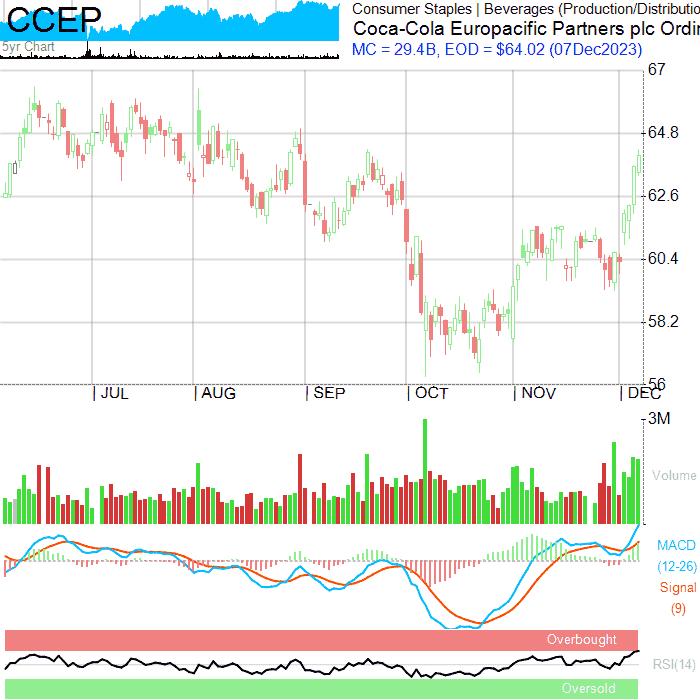 CCEP
5yr Chart
Consumer Staples | Beverages (Production/Distributio
Coca-Cola Europacific Partners plc Ordin
MC = 29.4B, EOD = $64.02 (07Dec2023)
67
64.8
62.6
60.4
58.2
56
| JUL | AUG | SEP | OCT | NOV | DEC
3M
Volume
MACD
(12-26)
Signal
(9)
Overbought
RSI(14)
Oversold